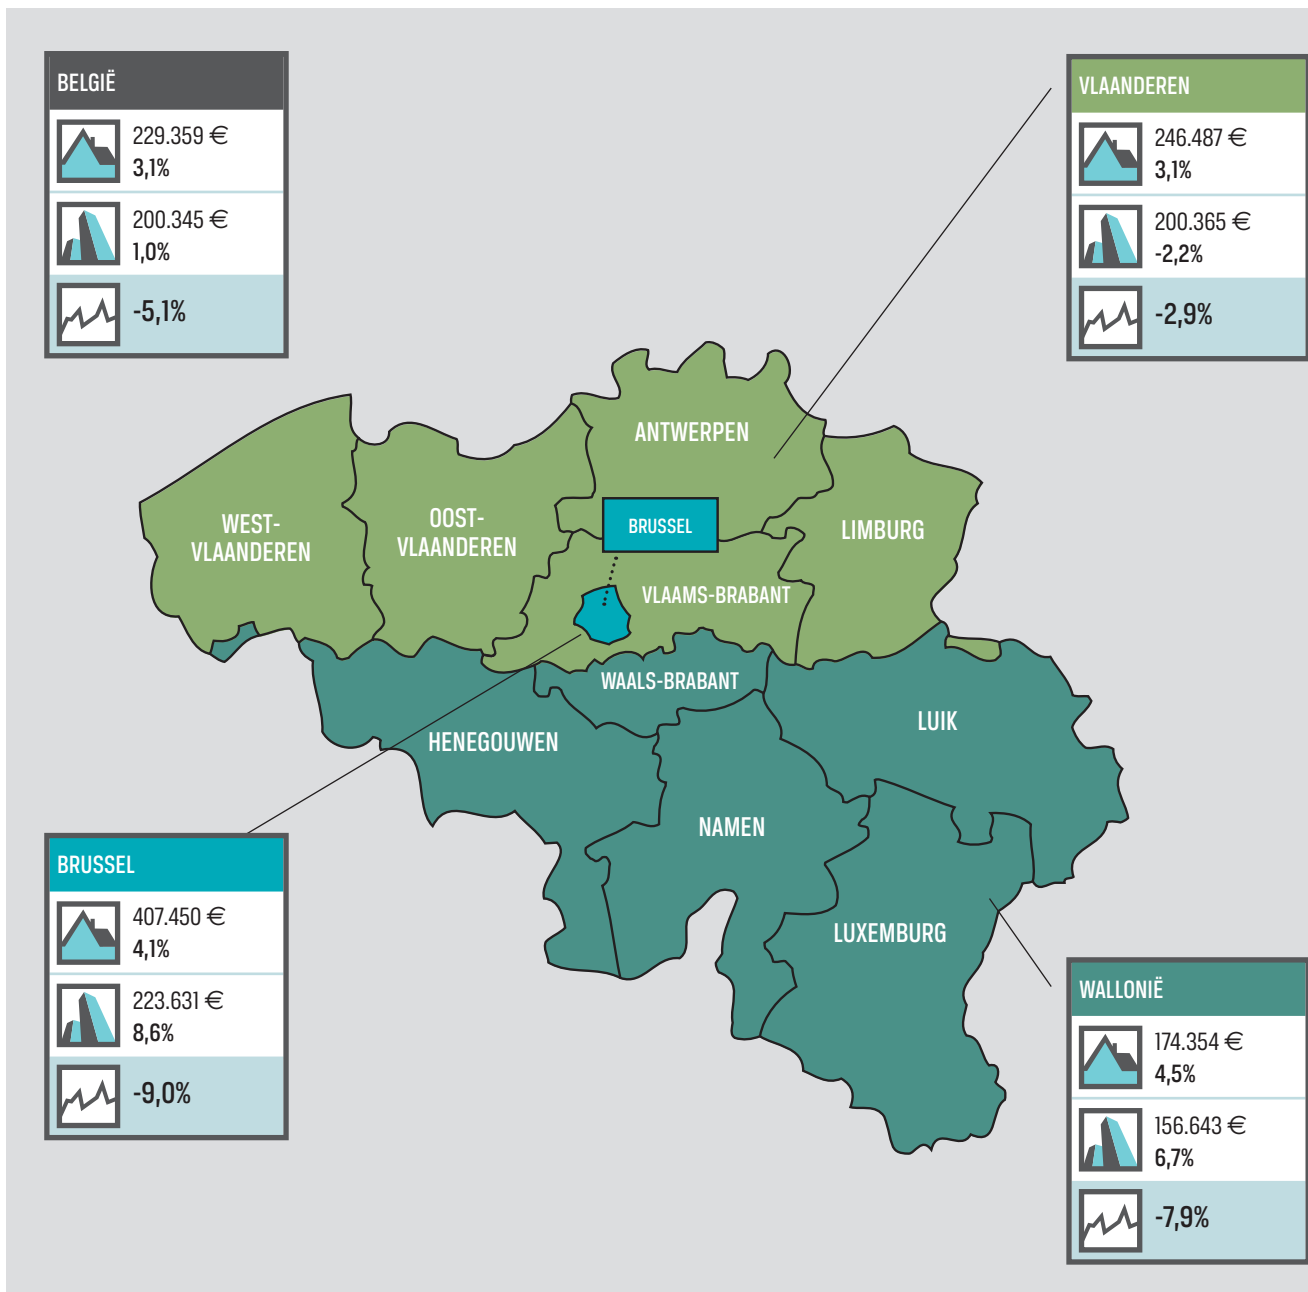 BELGIË
229.359 €
3,1%
200.345 €
1,0%
-5,1%
VLAANDEREN
246.487 €
3,1%
200.365 €
-2,2%
-2,9%
ANTWERPEN
WEST-
VLAANDEREN
OOST-
VLAANDEREN
BRUSSEL
LIMBURG
VLAAMS-BRABANT
WAALS-BRABANT
HENEGOUWEN
LUIK
NAMEN
LUXEMBURG
BRUSSEL
407.450 €
4,1%
223.631 €
8,6%
-9,0%
WALLONIË
174.354 €
4,5%
156.643 €
6,7%
-7,9%